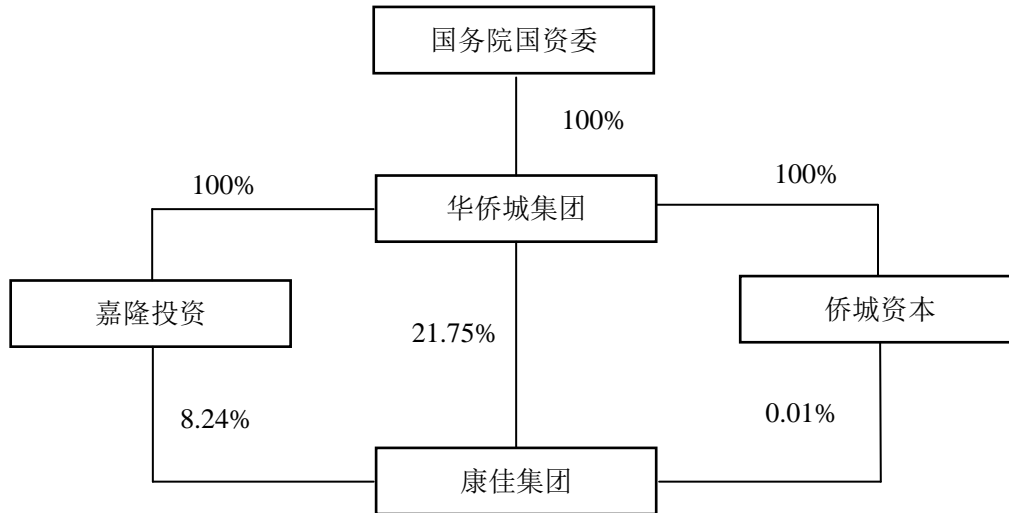 国务院国资委
100%
100%
100%
华侨城集团
嘉隆投资
侨城资本
21.75%
8.24%
0.01%
康佳集团